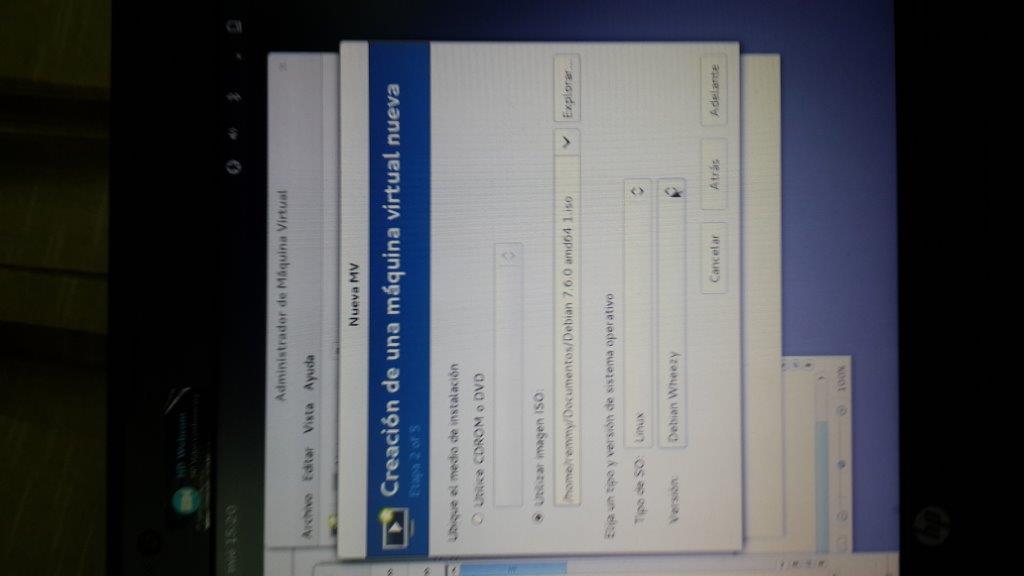 mié 15:20
HP Webcam
Administrador de Máquina Virtual
Archivo Editar Vista Ayuda
Nueva MV
Creación de una máquina virtual nueva
Etapa 2 of 5
Ubique el medio de instalación
Utilice CDROM o DVD
Utilizar imagen ISO:
/home/remmy/Documentos/Debian 7.6.0 amd64 1.iso
Explorar...
Elija un tipo y versión de sistema operativo
Tipo de SO: Linux
Versión: Debian Wheezy
Cancelar Atrás Adelante
100%
hp